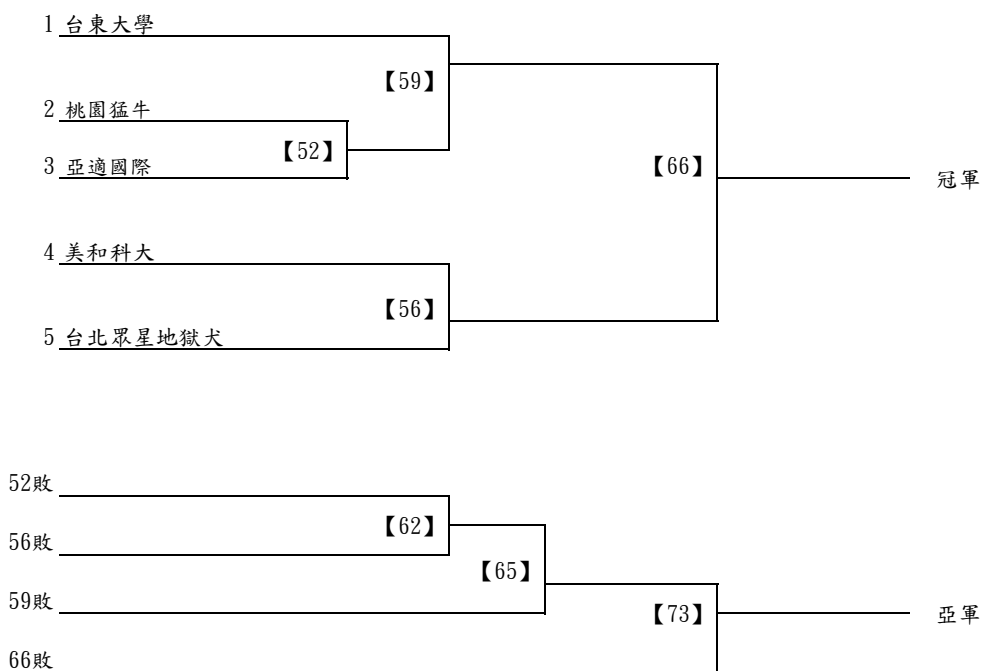 1 台東大學
【59】
2 桃園猛牛
【52】
3 亞適國際
【66】
冠軍
4 美和科大
【56】
5 台北眾星地獄犬
52敗
【62】
56敗
【65】
59敗
【73】
亞軍
66敗